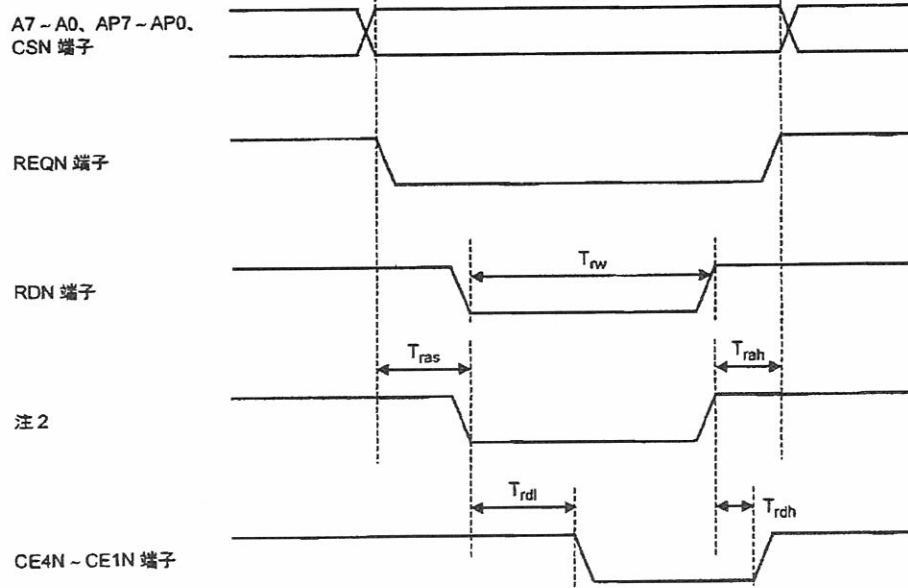 A7 ~ A0、AP7 ~ AP0、
CSN 端子
REQN 端子
RDN 端子
Trw
Tras
Trah
注 2
Trdl
Trdh
CE4N ~ CE1N 端子